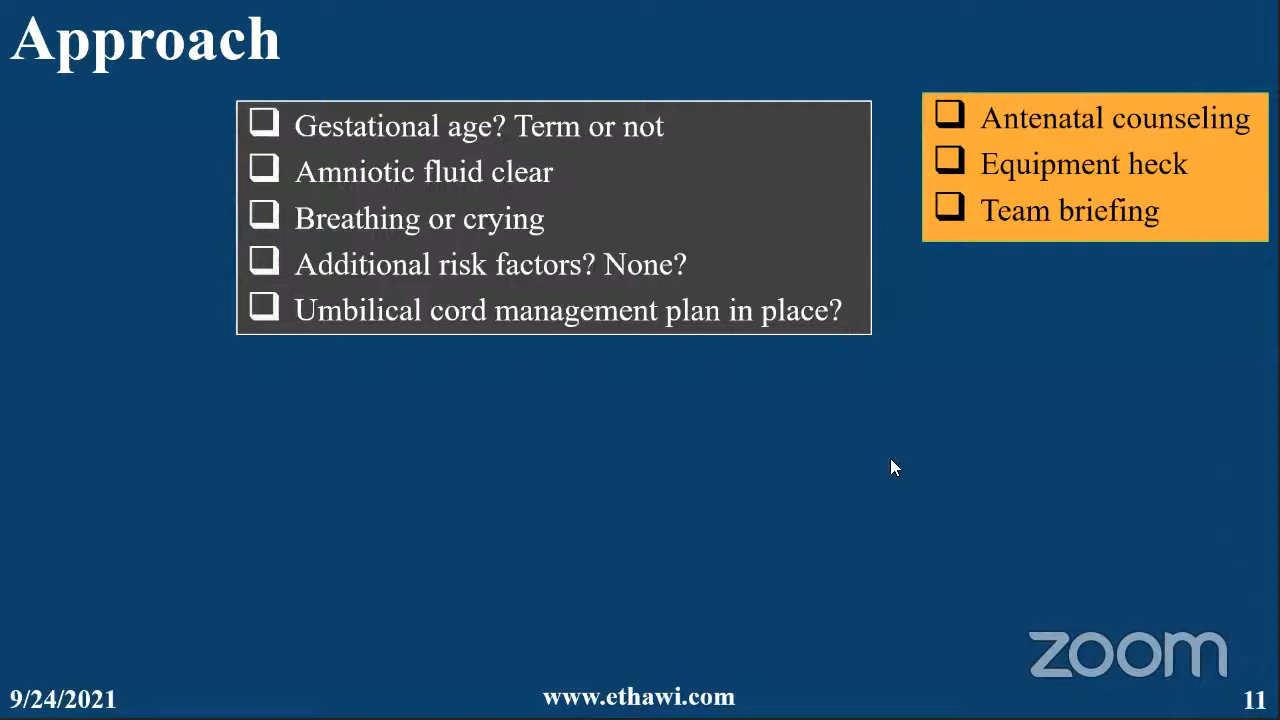 Approach
Gestational age? Term or not
Amniotic fluid clear
Breathing or crying
Additional risk factors? None?
Umbilical cord management plan in place?
Antenatal counseling
Equipment heck
Team briefing
zoom
9/24/2021
www.ethawi.com
11